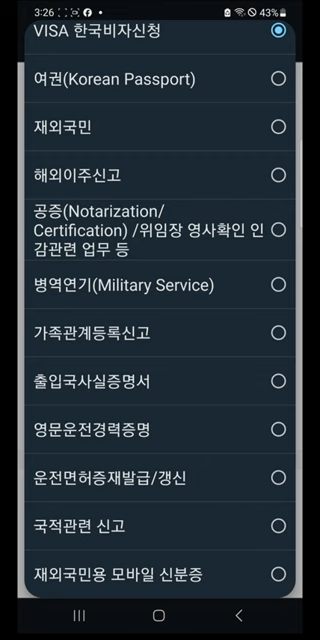 3:26 43%
VISA 한국비자신청
여권(Korean Passport)
재외국민
해외이주신고
공증(Notarization/
Certification) /위임장 영사확인 인
감관련 업무 등
병역연기(Military Service)
가족관계등록신고
출입국사실증명서
영문운전경력증명
운전면허증재발급/갱신
국적관련 신고
재외국민용 모바일 신분증